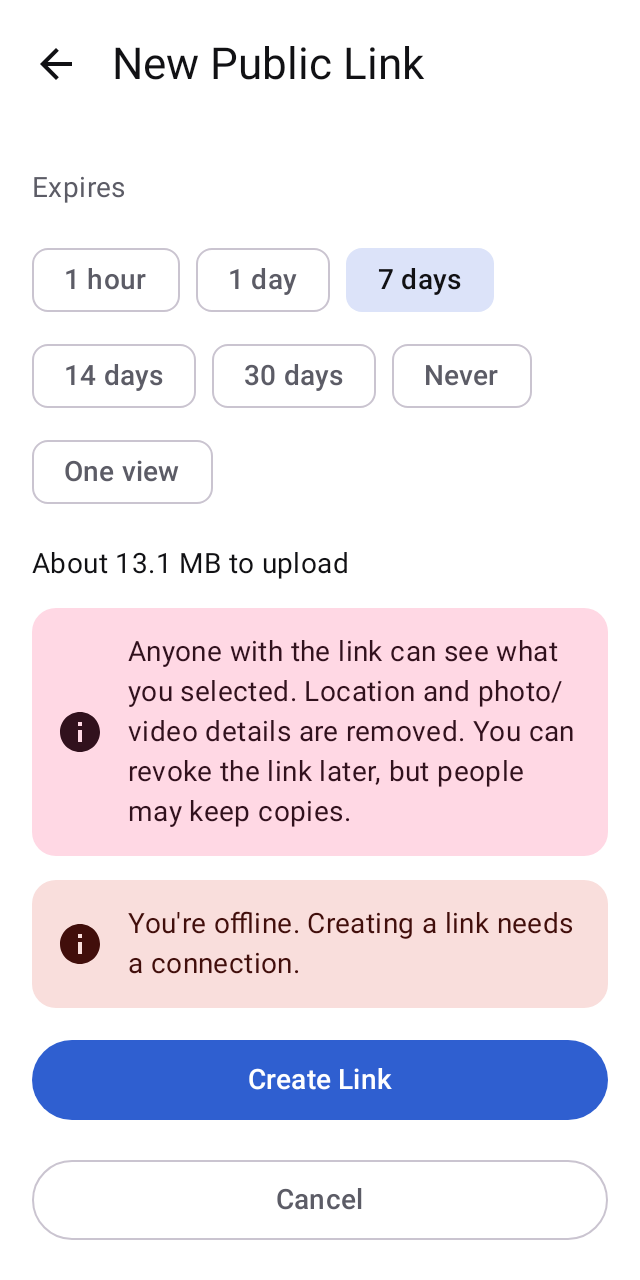 New Public Link
Expires
1 hour
1 day
7 days
14 days
30 days
Never
One view
About 13.1 MB to upload
Anyone with the link can see what
you selected. Location and photo/
video details are removed. You can
revoke the link later, but people
may keep copies.
You're offline. Creating a link needs
a connection.
Create Link
Cancel